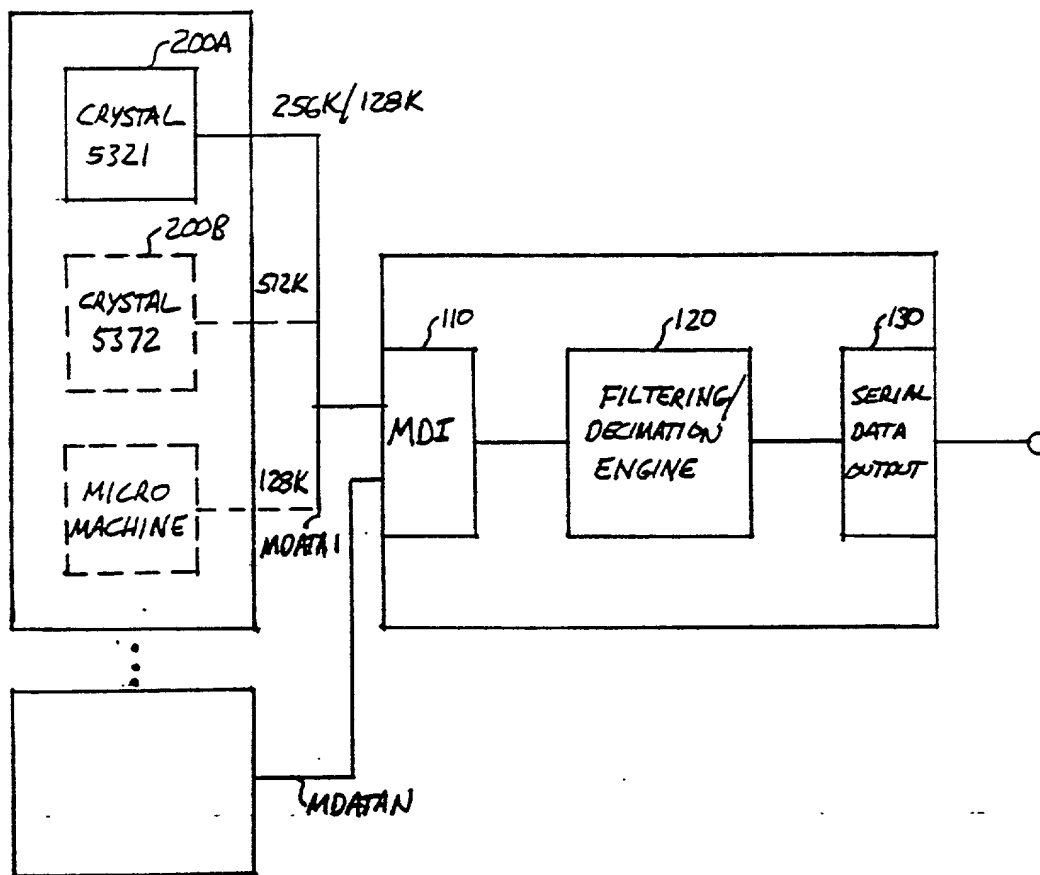 200A
CRYSTAL
5321
256K/128K
200B
CRYSTAL
5372
512K
MICRO
MACHINE
128K
MDATA1
110
MDI
120
FILTERING/
DECIMATION
ENGINE
130
SERIAL
DATA
OUTPUT
MDATAN